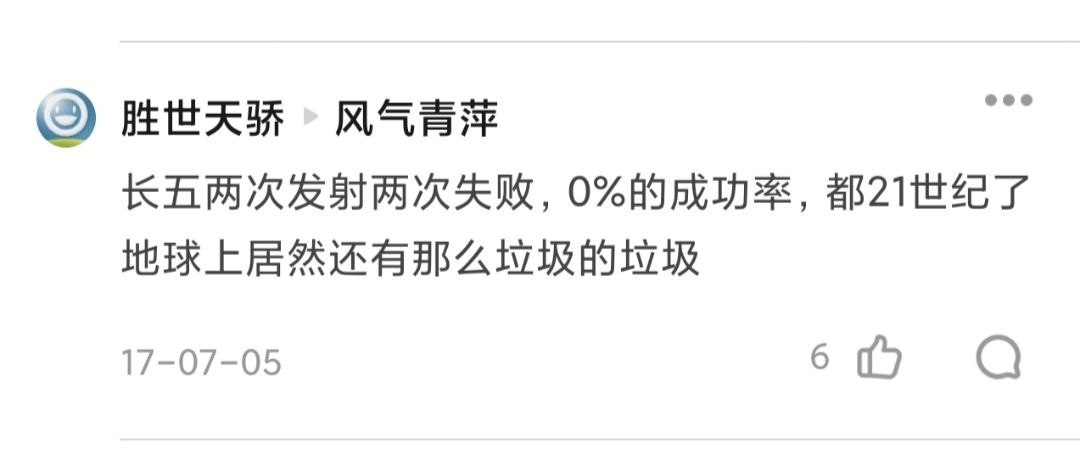 胜世天骄 ▸ 风气青萍
长五两次发射两次失败，0%的成功率，都21世纪了
地球上居然还有那么垃圾的垃圾
17-07-05 6